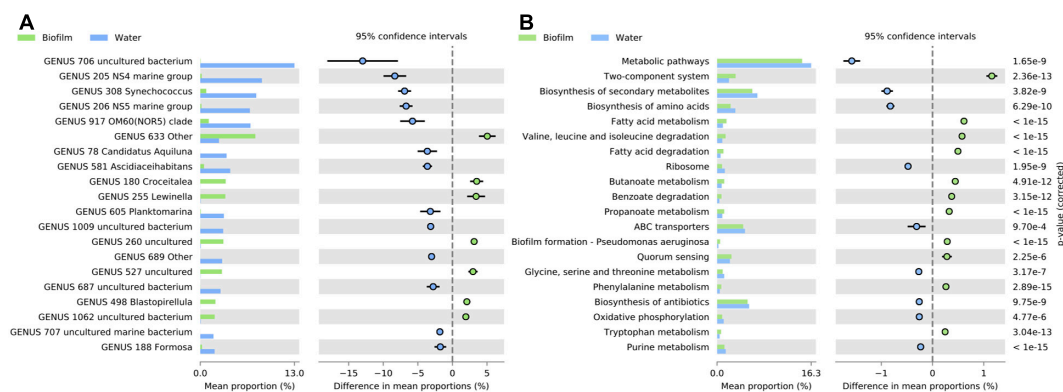 A
Biofilm Water
95% confidence intervals
GENUS 706 uncultured bacterium
GENUS 205 NS4 marine group
GENUS 308 Synechococcus
GENUS 206 NS5 marine group
GENUS 917 OM60(NOR5) clade
GENUS 633 Other
GENUS 78 Candidatus Aquiluna
GENUS 581 Ascidiaceihabitans
GENUS 180 Croceitalea
GENUS 255 Lewinella
GENUS 605 Planktomarina
GENUS 1009 uncultured bacterium
GENUS 260 uncultured
GENUS 689 Other
GENUS 527 uncultured
GENUS 687 uncultured bacterium
GENUS 498 Blastopirellula
GENUS 1062 uncultured bacterium
GENUS 707 uncultured marine bacterium
GENUS 188 Formosa
0.0 13.0
Mean proportion (%)
−15 −10 −5 0 5
Difference in mean proportions (%)
B
Biofilm Water
95% confidence intervals
Metabolic pathways 1.65e-9
Two-component system 2.36e-13
Biosynthesis of secondary metabolites 3.82e-9
Biosynthesis of amino acids 6.29e-10
Fatty acid metabolism < 1e-15
Valine, leucine and isoleucine degradation < 1e-15
Fatty acid degradation < 1e-15
Ribosome 1.95e-9
Butanoate metabolism 4.91e-12
Benzoate degradation 3.15e-12
Propanoate metabolism < 1e-15
ABC transporters 9.70e-4
Biofilm formation - Pseudomonas aeruginosa < 1e-15
Quorum sensing 2.25e-6
Glycine, serine and threonine metabolism 3.17e-7
Phenylalanine metabolism 2.89e-15
Biosynthesis of antibiotics 9.75e-9
Oxidative phosphorylation 4.77e-6
Tryptophan metabolism 3.04e-13
Purine metabolism < 1e-15
0.0 16.3
Mean proportion (%)
−1 0 1
Difference in mean proportions (%)
p-value (corrected)